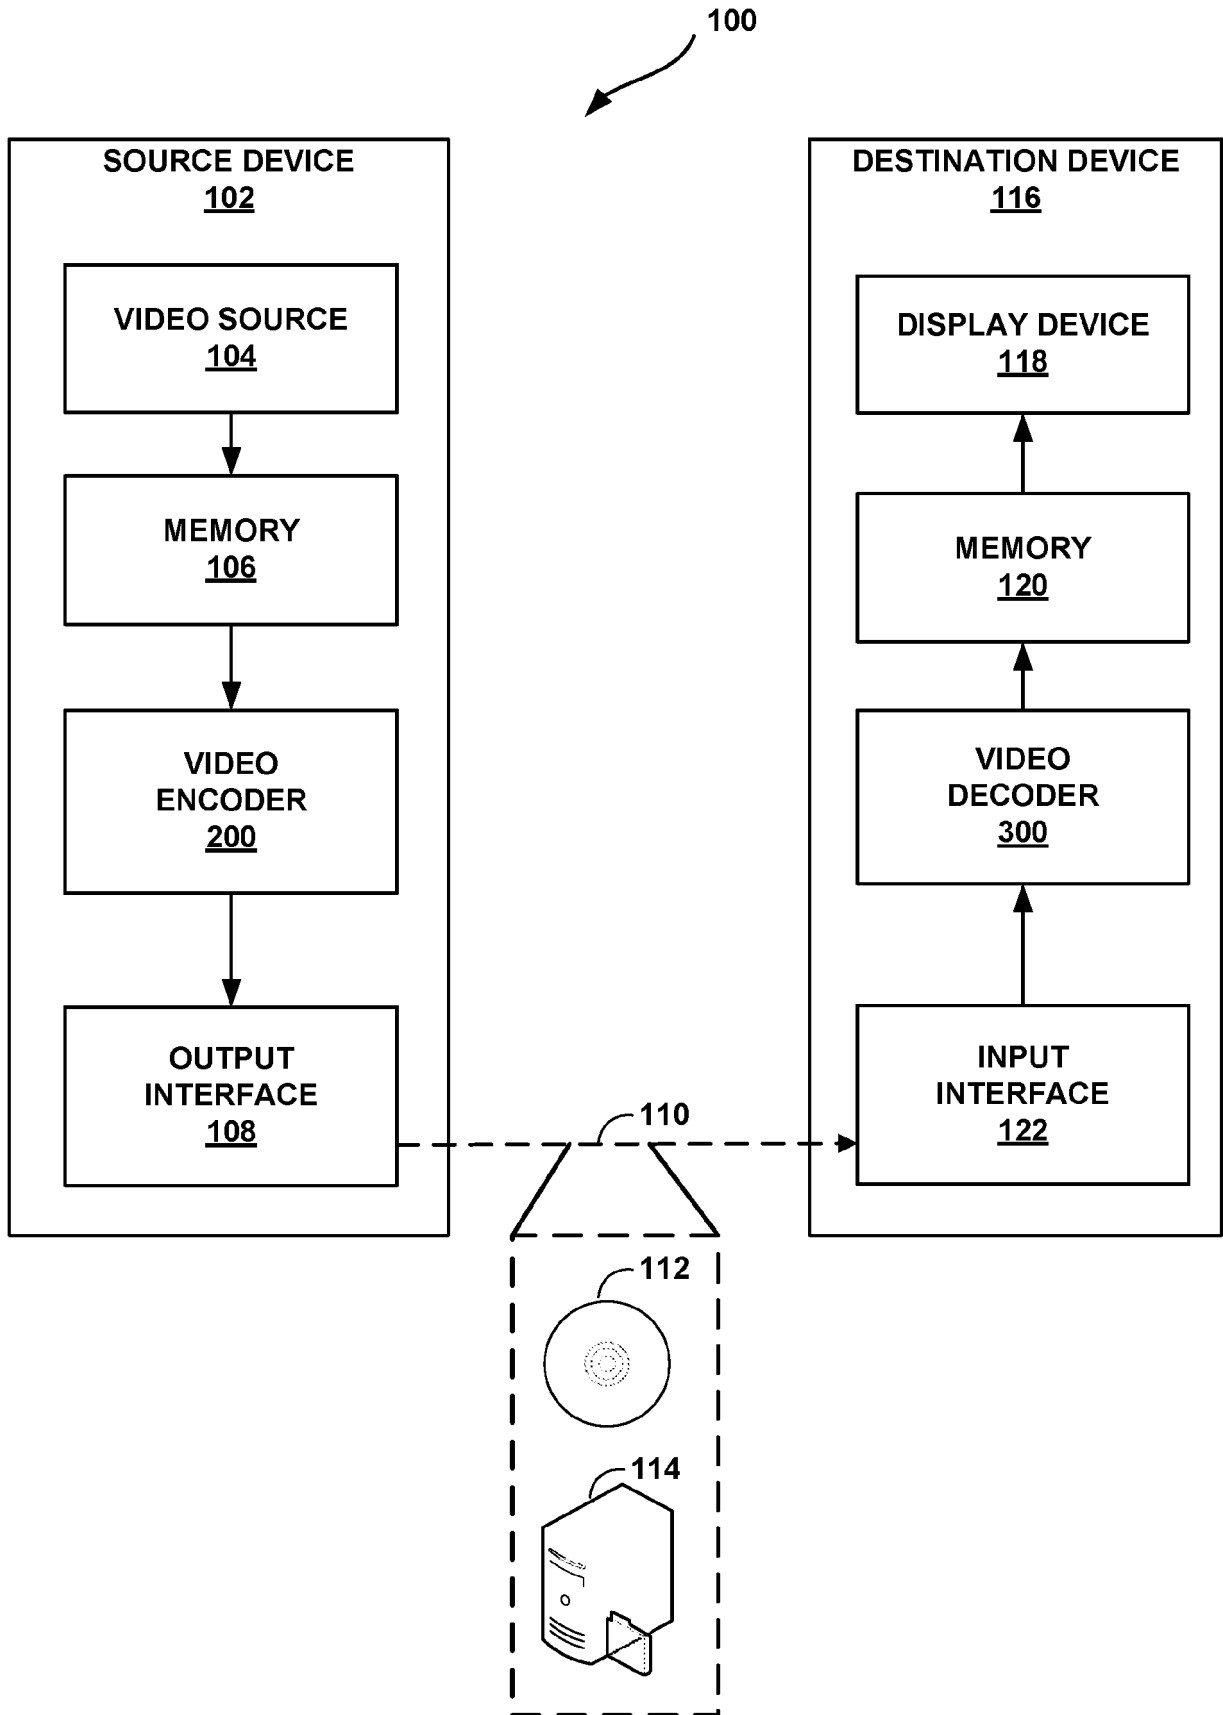 100
SOURCE DEVICE
102
VIDEO SOURCE
104
MEMORY
106
VIDEO
ENCODER
200
OUTPUT
INTERFACE
108
DESTINATION DEVICE
116
DISPLAY DEVICE
118
MEMORY
120
VIDEO
DECODER
300
INPUT
INTERFACE
122
110
112
114